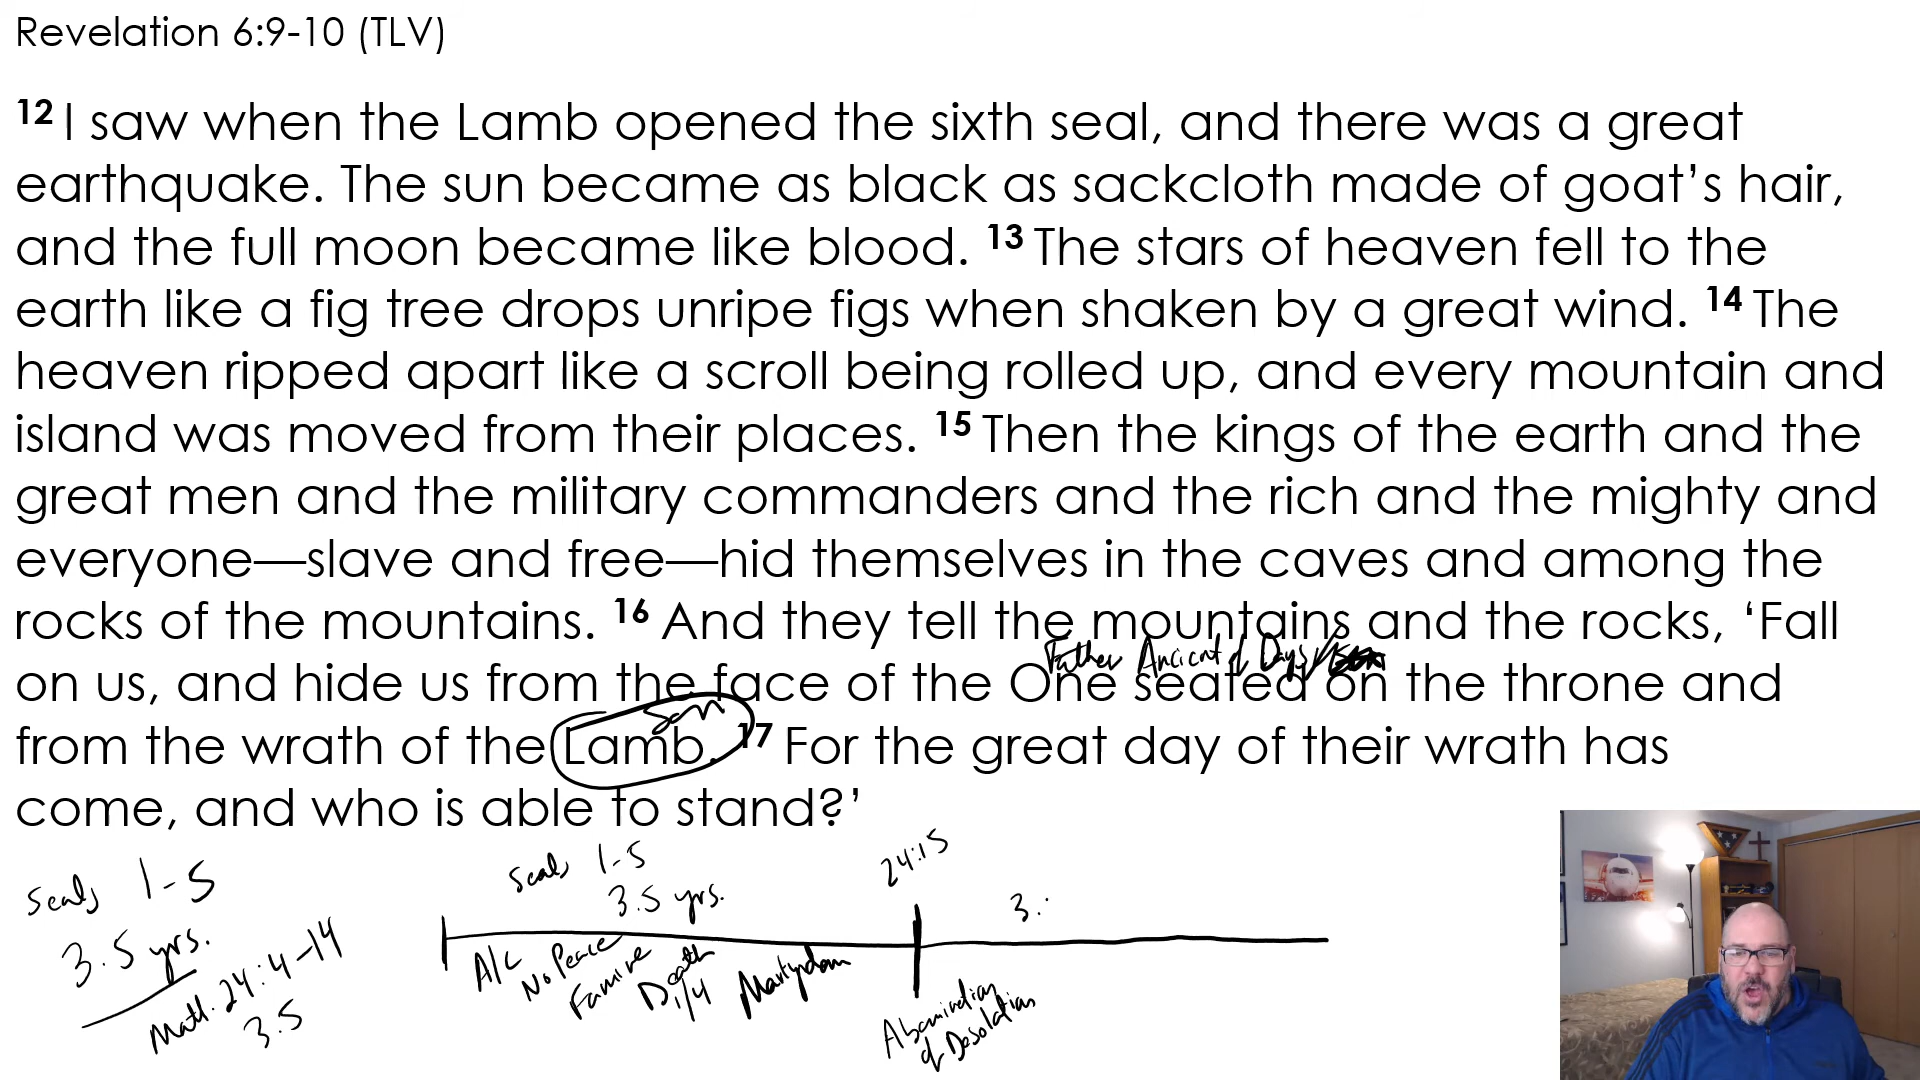 Revelation 6:9-10 (TLV)
12 I saw when the Lamb opened the sixth seal, and there was a great
earthquake. The sun became as black as sackcloth made of goat’s hair,
and the full moon became like blood. 13 The stars of heaven fell to the
earth like a fig tree drops unripe figs when shaken by a great wind. 14 The
heaven ripped apart like a scroll being rolled up, and every mountain and
island was moved from their places. 15 Then the kings of the earth and the
great men and the military commanders and the rich and the mighty and
everyone—slave and free—hid themselves in the caves and among the
rocks of the mountains. 16 And they tell the mountains and the rocks, ‘Fall
Father Ancient of Days
on us, and hide us from the face of the One seated on the throne and
Son
from the wrath of the Lamb. 17 For the great day of their wrath has
come, and who is able to stand?’
Seals 1-5
3.5 yrs.
Matt. 24:4-14
3.5
Seals 1-5
3.5 yrs.
24:15
3.
A/C
No Peace
Famine
Death
1/4
Martyrdom
Abomination
of Desolation